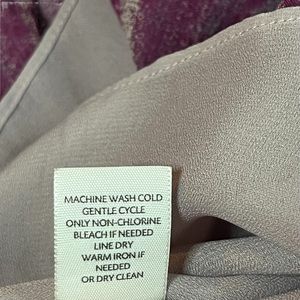 MACHINE WASH COLD
GENTLE CYCLE
ONLY NON-CHLORINE
BLEACH IF NEEDED
LINE DRY
WARM IRON IF
NEEDED
OR DRY CLEAN